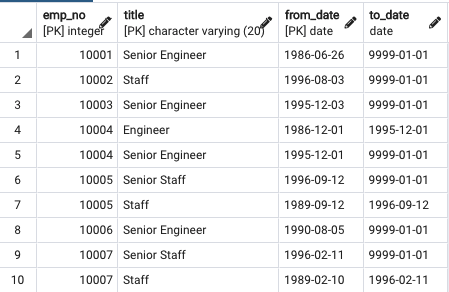 emp_no title from_date to_date
[PK] integer [PK] character varying (20) [PK] date date
1 10001 Senior Engineer 1986-06-26 9999-01-01
2 10002 Staff 1996-08-03 9999-01-01
3 10003 Senior Engineer 1995-12-03 9999-01-01
4 10004 Engineer 1986-12-01 1995-12-01
5 10004 Senior Engineer 1995-12-01 9999-01-01
6 10005 Senior Staff 1996-09-12 9999-01-01
7 10005 Staff 1989-09-12 1996-09-12
8 10006 Senior Engineer 1990-08-05 9999-01-01
9 10007 Senior Staff 1996-02-11 9999-01-01
10 10007 Staff 1989-02-10 1996-02-11